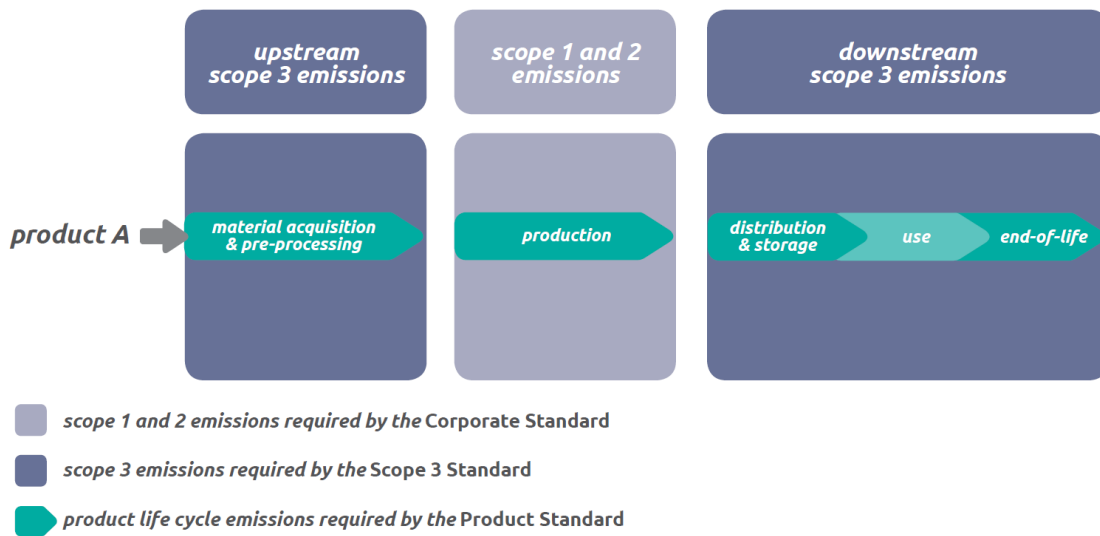 upstream
scope 3 emissions
scope 1 and 2
emissions
downstream
scope 3 emissions
product A
material acquisition
& pre-processing
production
distribution
& storage
use
end-of-life
scope 1 and 2 emissions required by the Corporate Standard
scope 3 emissions required by the Scope 3 Standard
product life cycle emissions required by the Product Standard